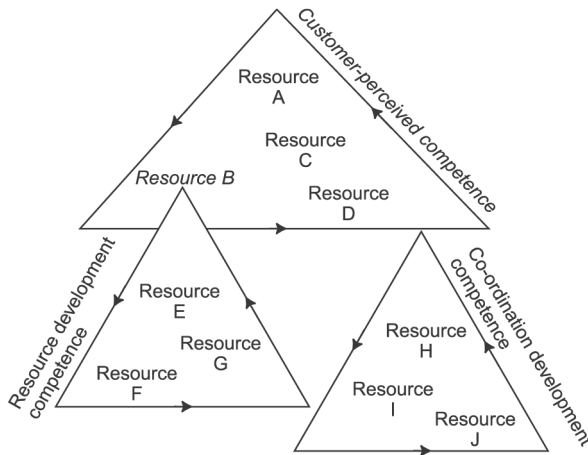 Customer-perceived competence
Resource
A
Resource
C
Resource B
Resource
D
Resource development
competence
Resource
E
Resource
G
Resource
F
Co-ordination development
competence
Resource
H
Resource
I
Resource
J